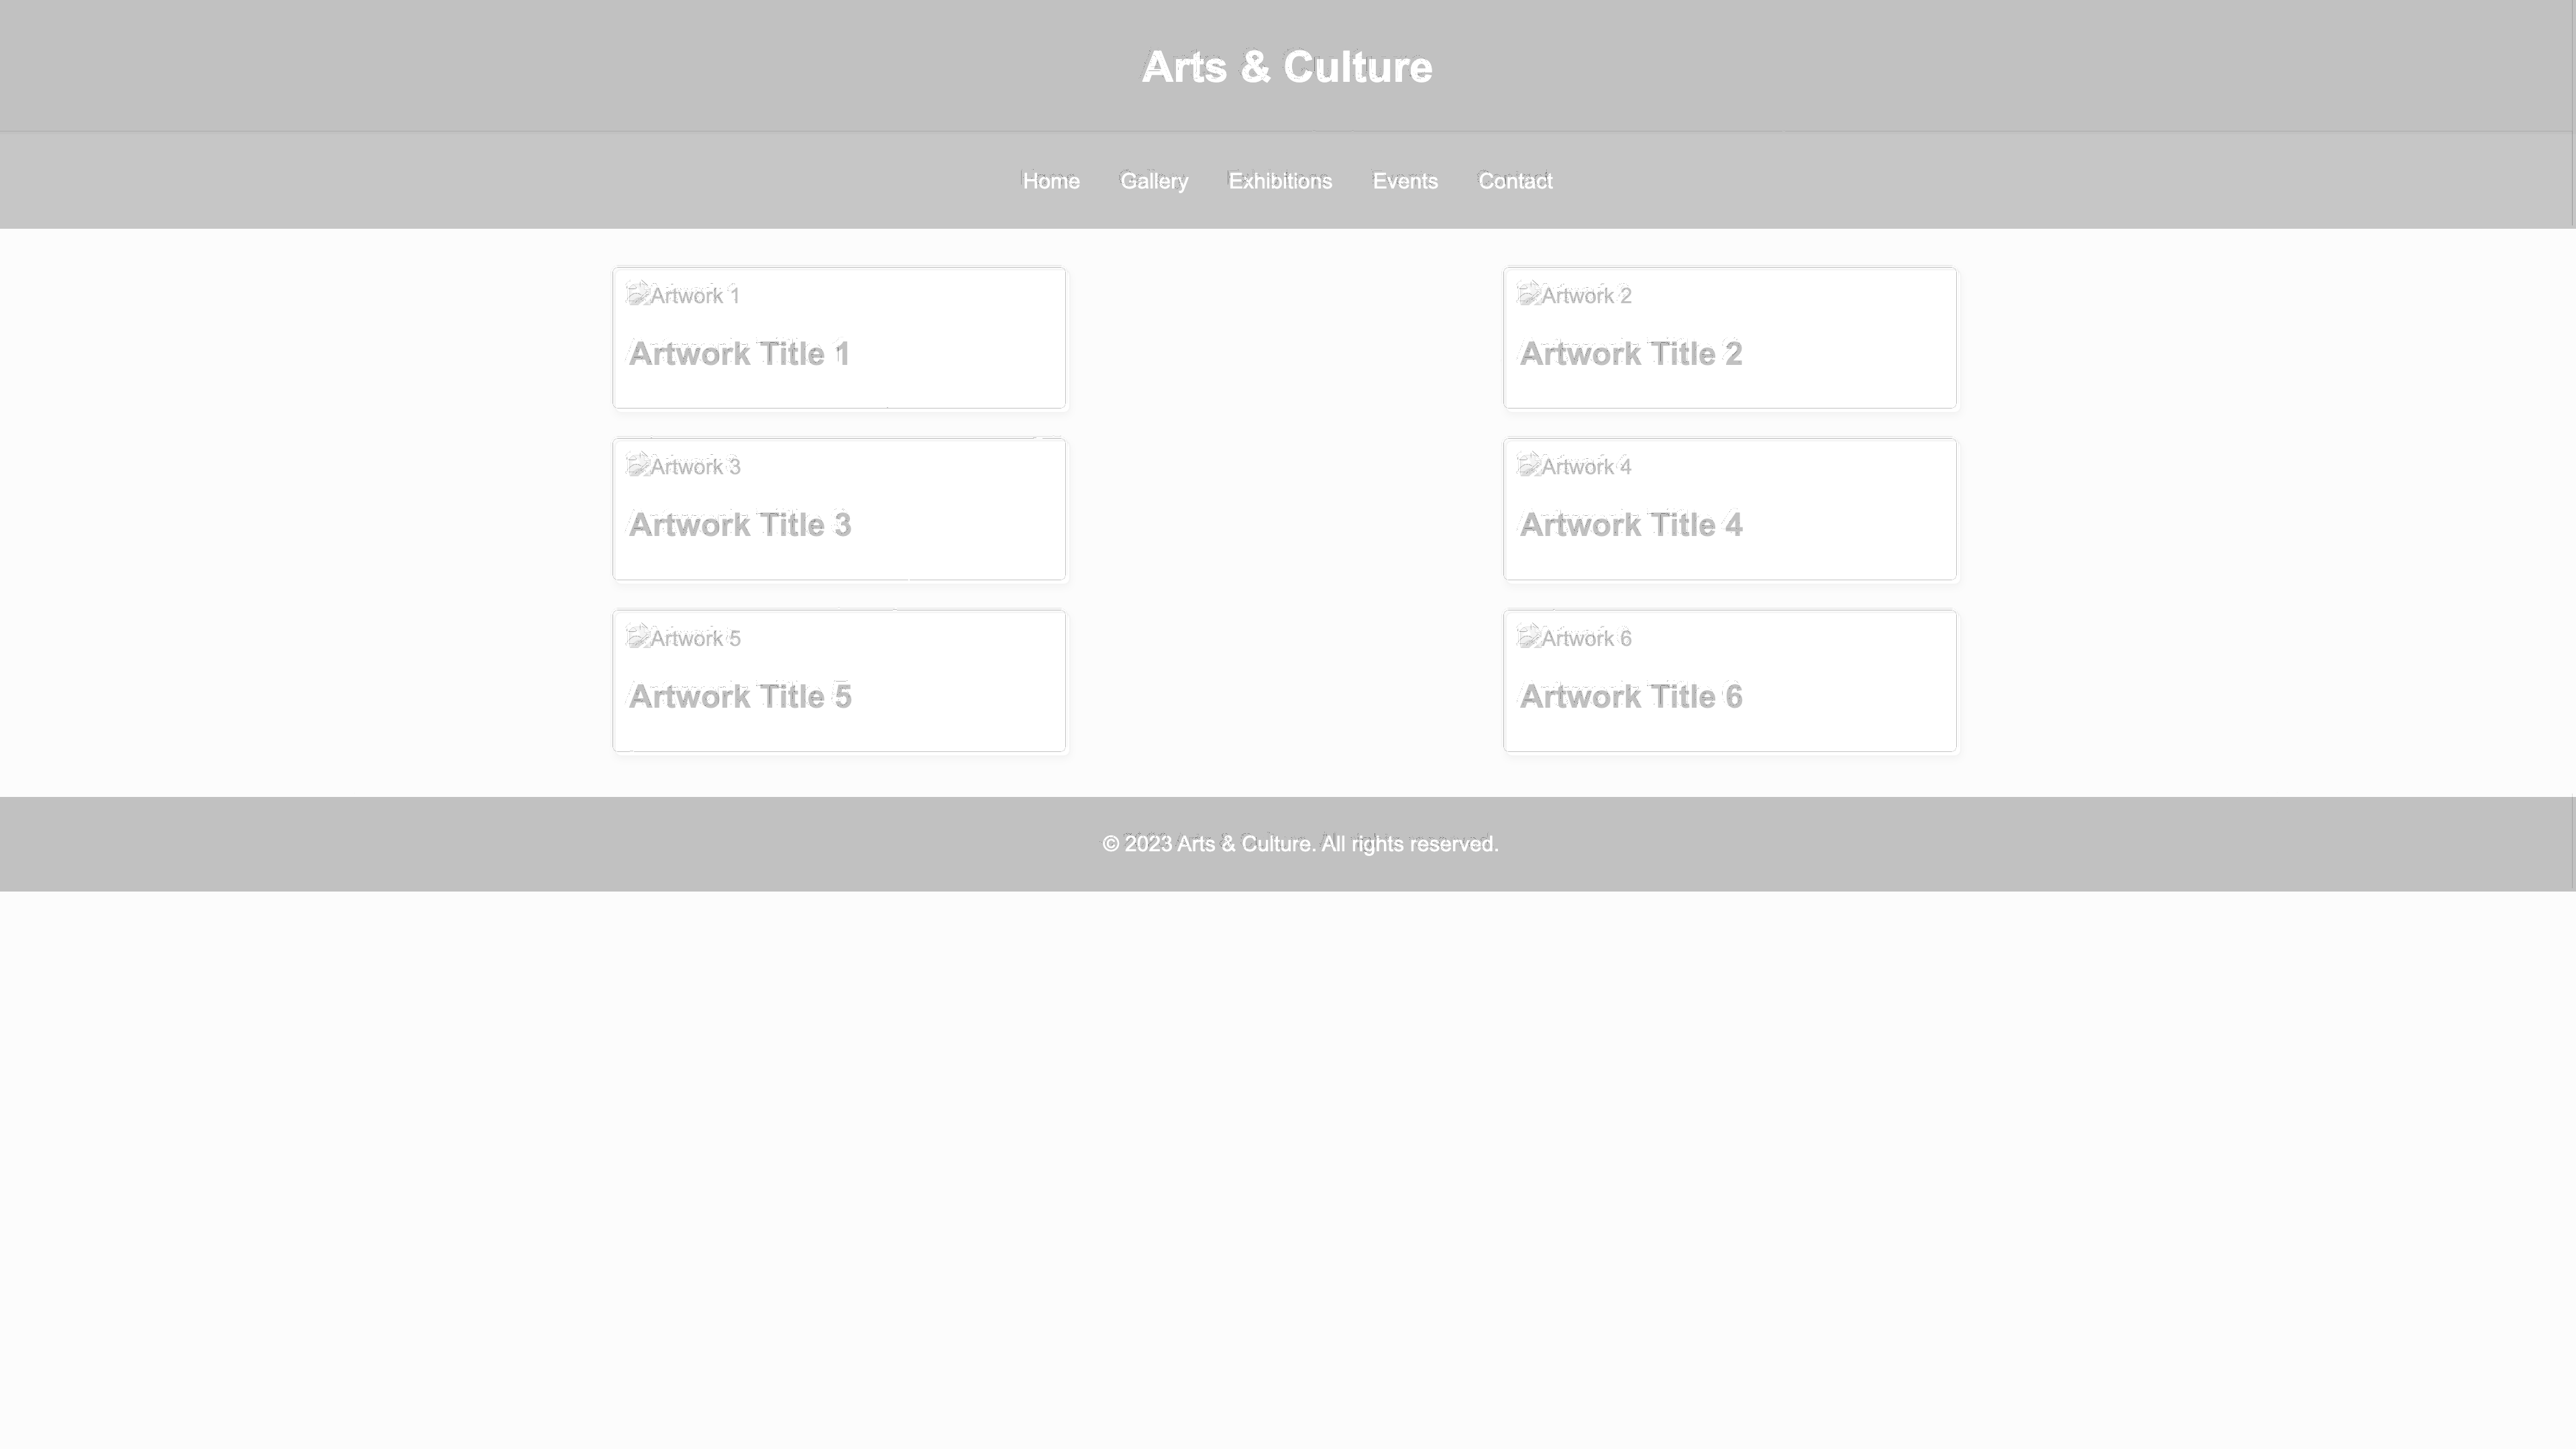 Arts & Culture
Home Gallery Exhibitions Events Contact
Artwork 1
Artwork Title 1
Artwork 2
Artwork Title 2
Artwork 3
Artwork Title 3
Artwork 4
Artwork Title 4
Artwork 5
Artwork Title 5
Artwork 6
Artwork Title 6
© 2023 Arts & Culture. All rights reserved.